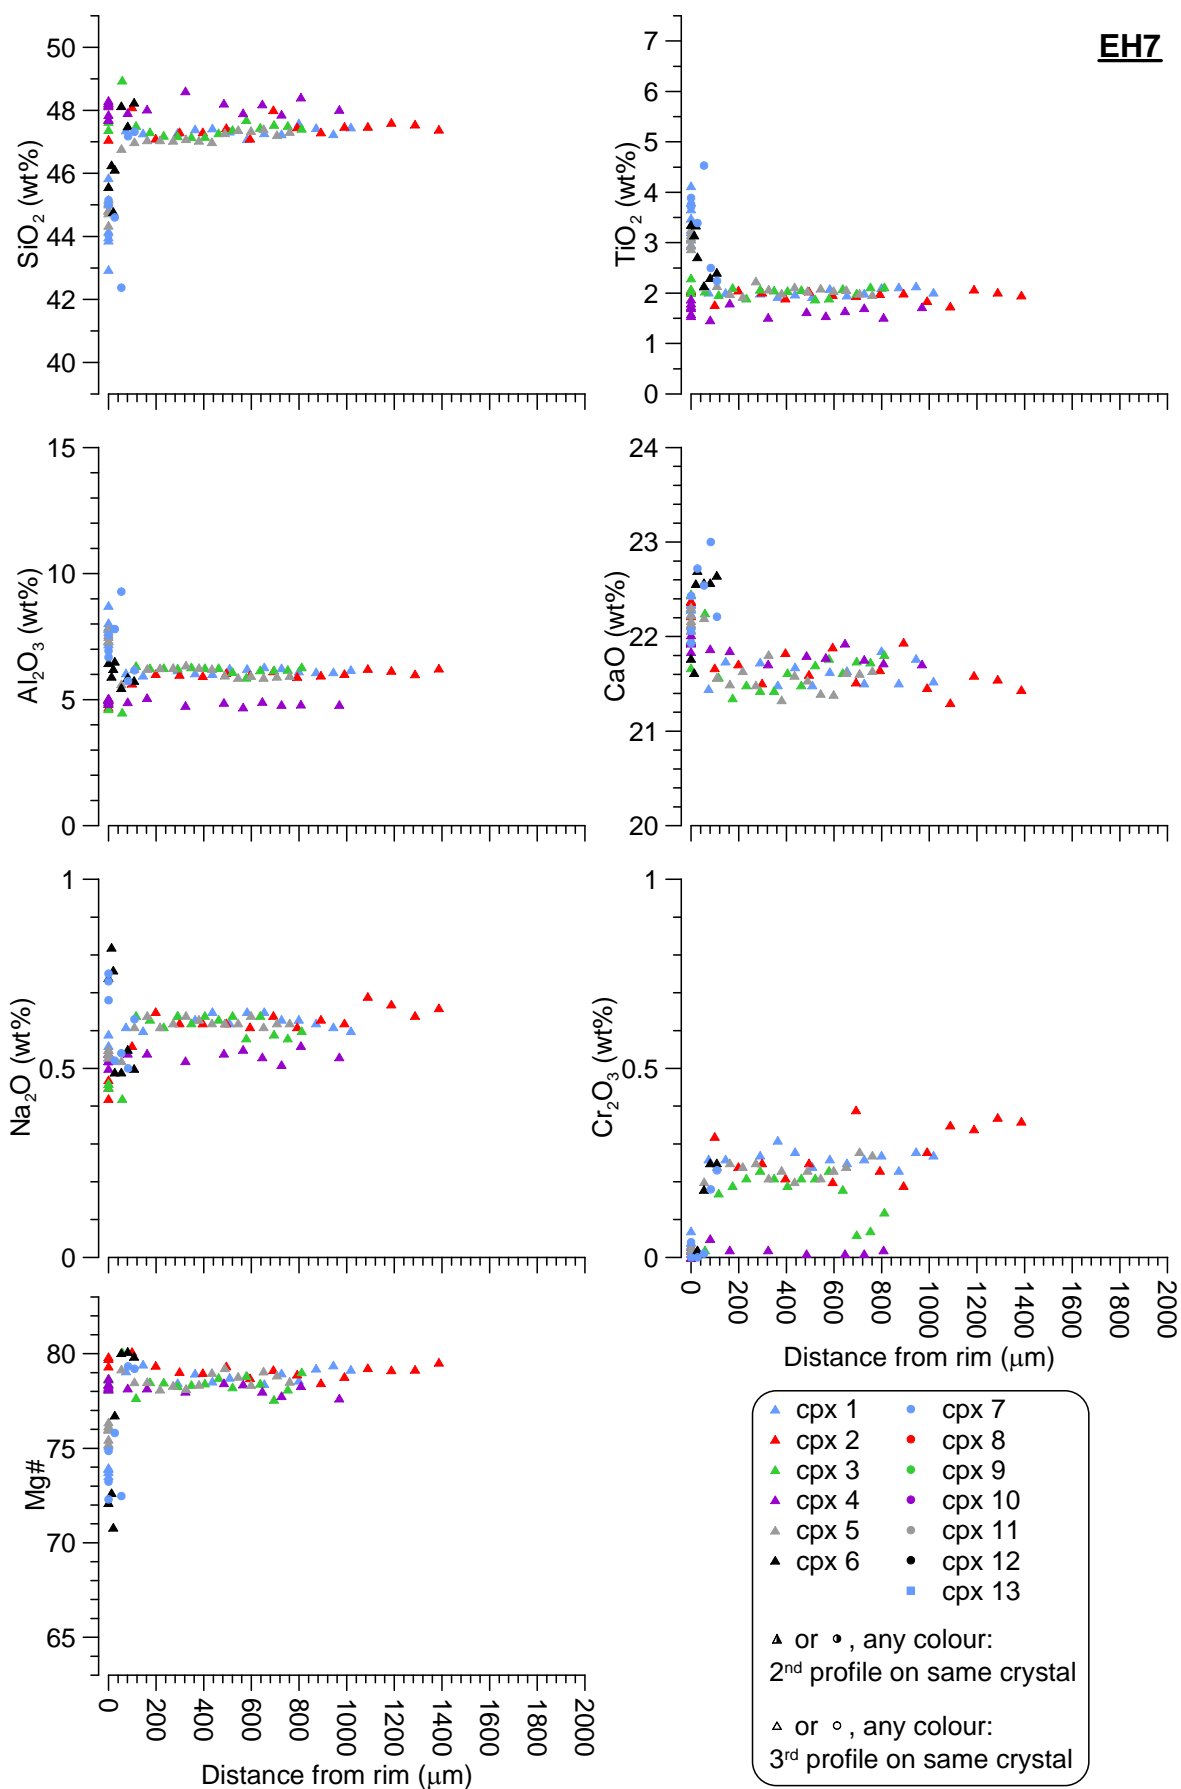 EH7
50
48
46
44
42
40
SiO2 (wt%)
7
6
5
4
3
2
1
0
TiO2 (wt%)
15
10
5
0
Al2O3 (wt%)
24
23
22
21
20
CaO (wt%)
1
0.5
0
Na2O (wt%)
1
0.5
0
Cr2O3 (wt%)
0 200 400 600 800 1000 1200 1400 1600 1800 2000
Distance from rim (μm)
80
75
70
65
Mg#
0 200 400 600 800 1000 1200 1400 1600 1800 2000
Distance from rim (μm)
cpx 1 cpx 7
cpx 2 cpx 8
cpx 3 cpx 9
cpx 4 cpx 10
cpx 5 cpx 11
cpx 6 cpx 12
cpx 13
or , any colour:
2nd profile on same crystal
or , any colour:
3rd profile on same crystal